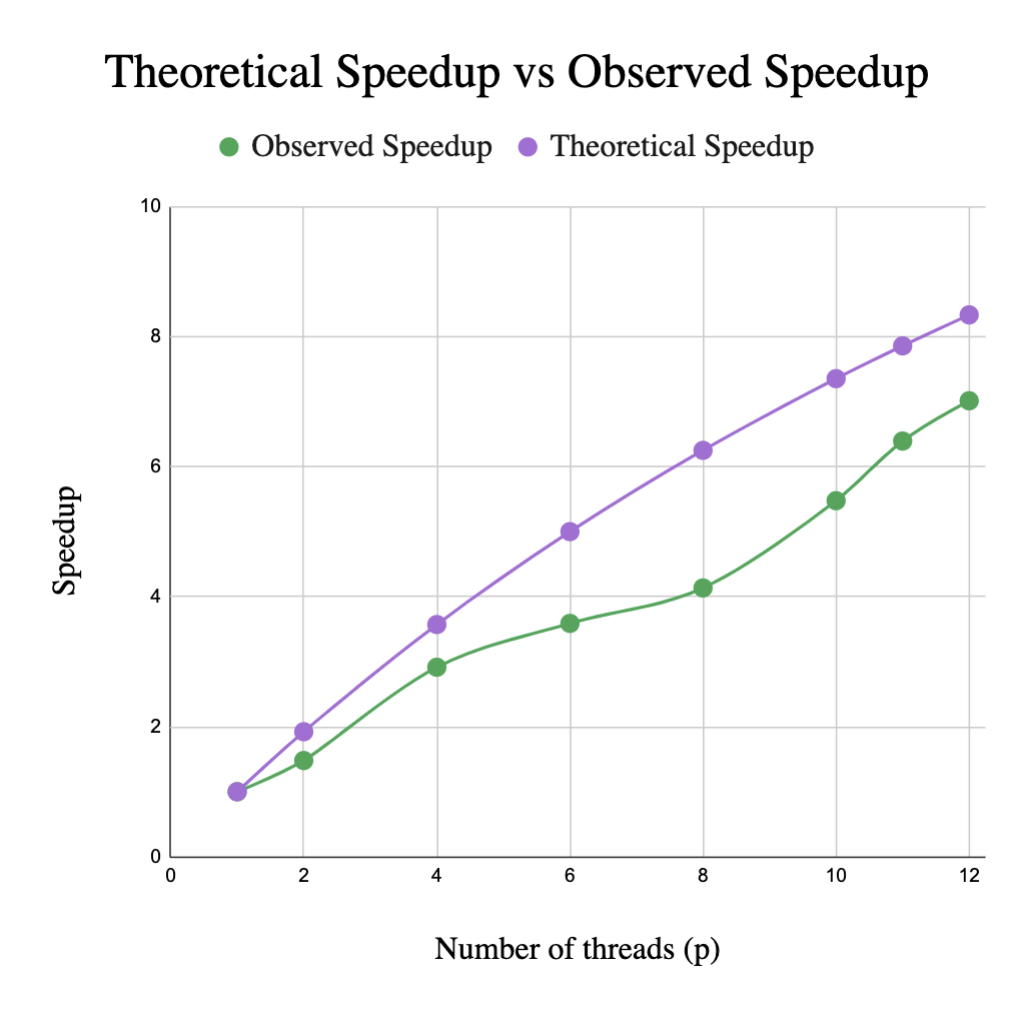 Theoretical Speedup vs Observed Speedup
Observed Speedup Theoretical Speedup
10
8
6
4
2
0
Speedup
0 2 4 6 8 10 12
Number of threads (p)